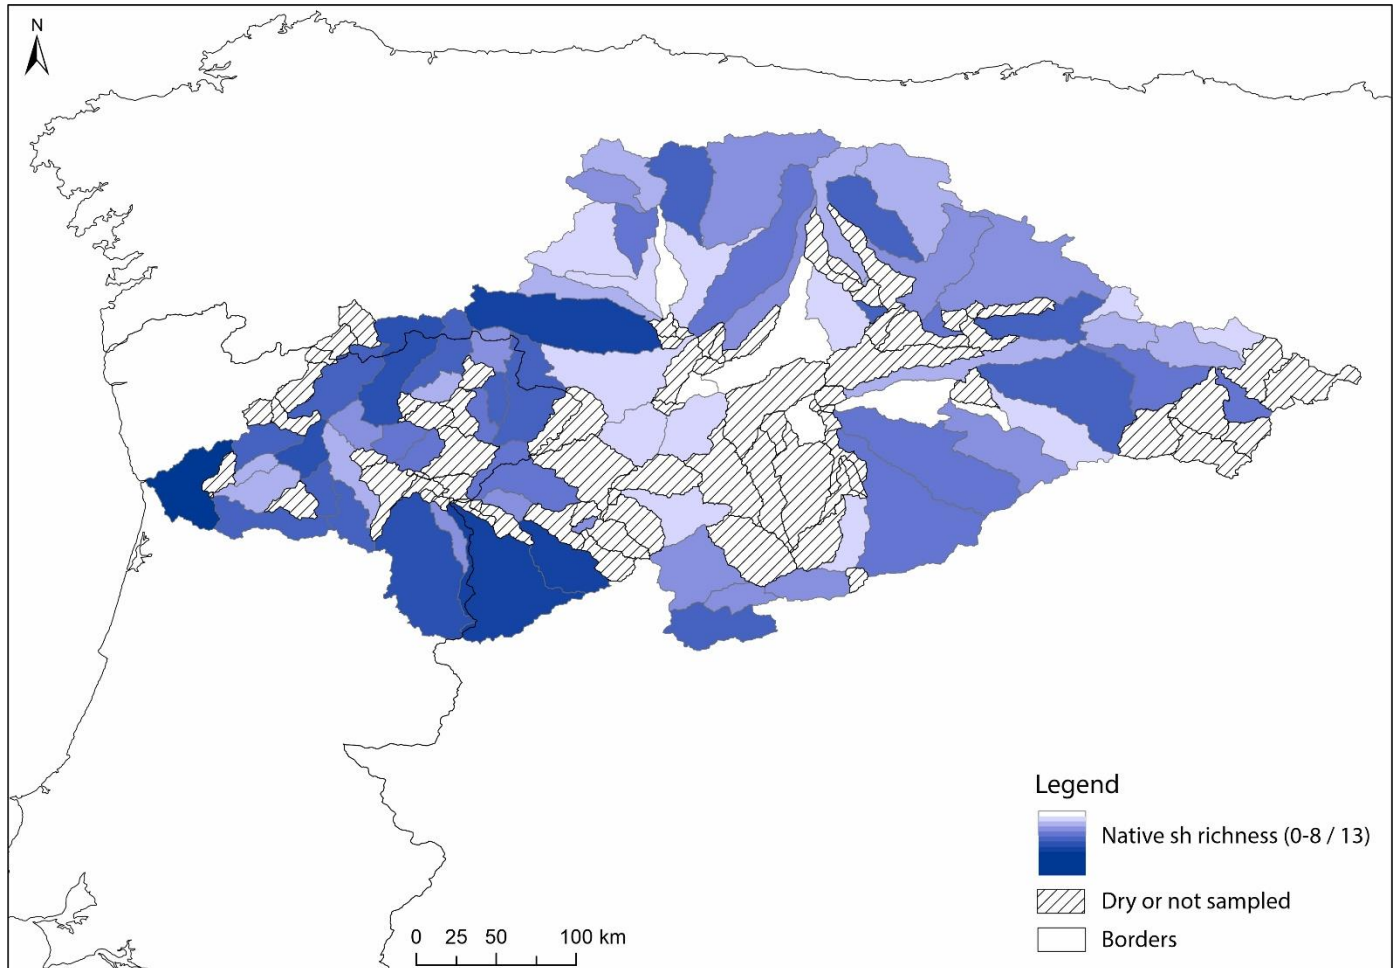 N
Legend
Native sh richness (0-8 / 13)
Dry or not sampled
Borders
0 25 50 100 km